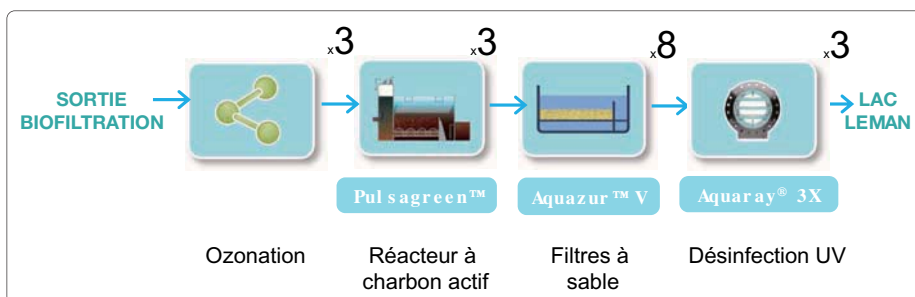 x3
x3
x8
x3
SORTIE
BIOFILTRATION
LAC
LEMAN
Pulsagreen™
Aquazur™ V
Aquaray® 3X
Ozonation
Réacteur à
charbon actif
Filtres à
sable
Désinfection UV